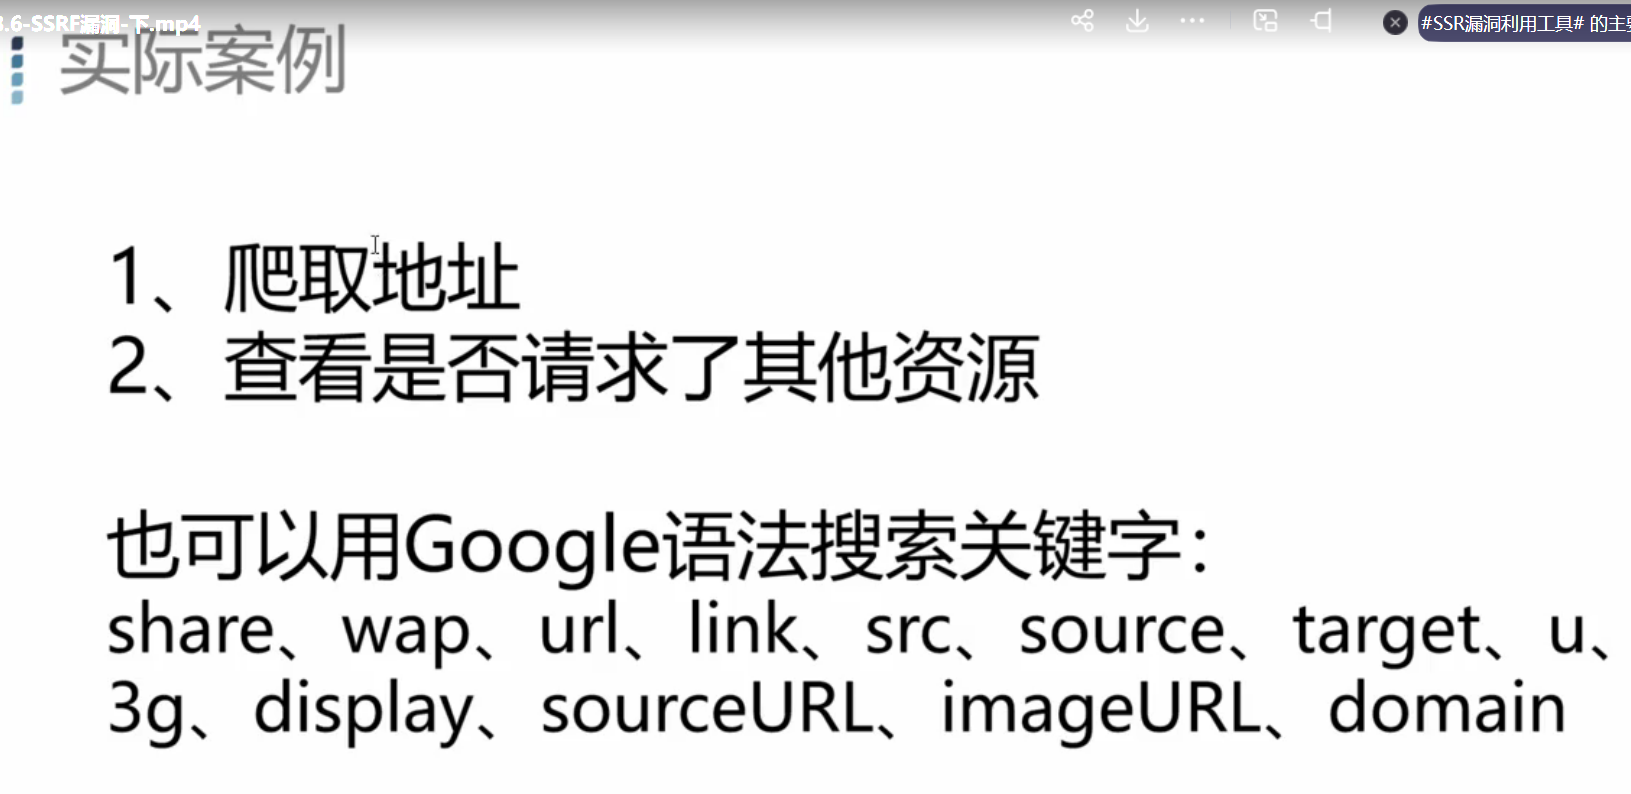 3.6-SSRF漏洞-下.mp4
#SSR漏洞利用工具# 的主要
实际案例
1、爬取地址
2、查看是否请求了其他资源
也可以用Google语法搜索关键字：
share、wap、url、link、src、source、target、u、
3g、display、sourceURL、imageURL、domain